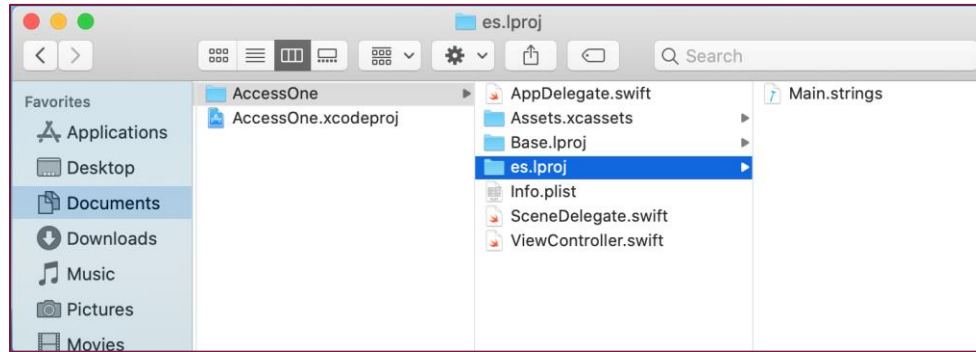 es.lproj
Search
Favorites
Applications
Desktop
Documents
Downloads
Music
Pictures
Movies
AccessOne
AccessOne.xcodeproj
AppDelegate.swift
Assets.xcassets
Base.lproj
es.lproj
Info.plist
SceneDelegate.swift
ViewController.swift
Main.strings